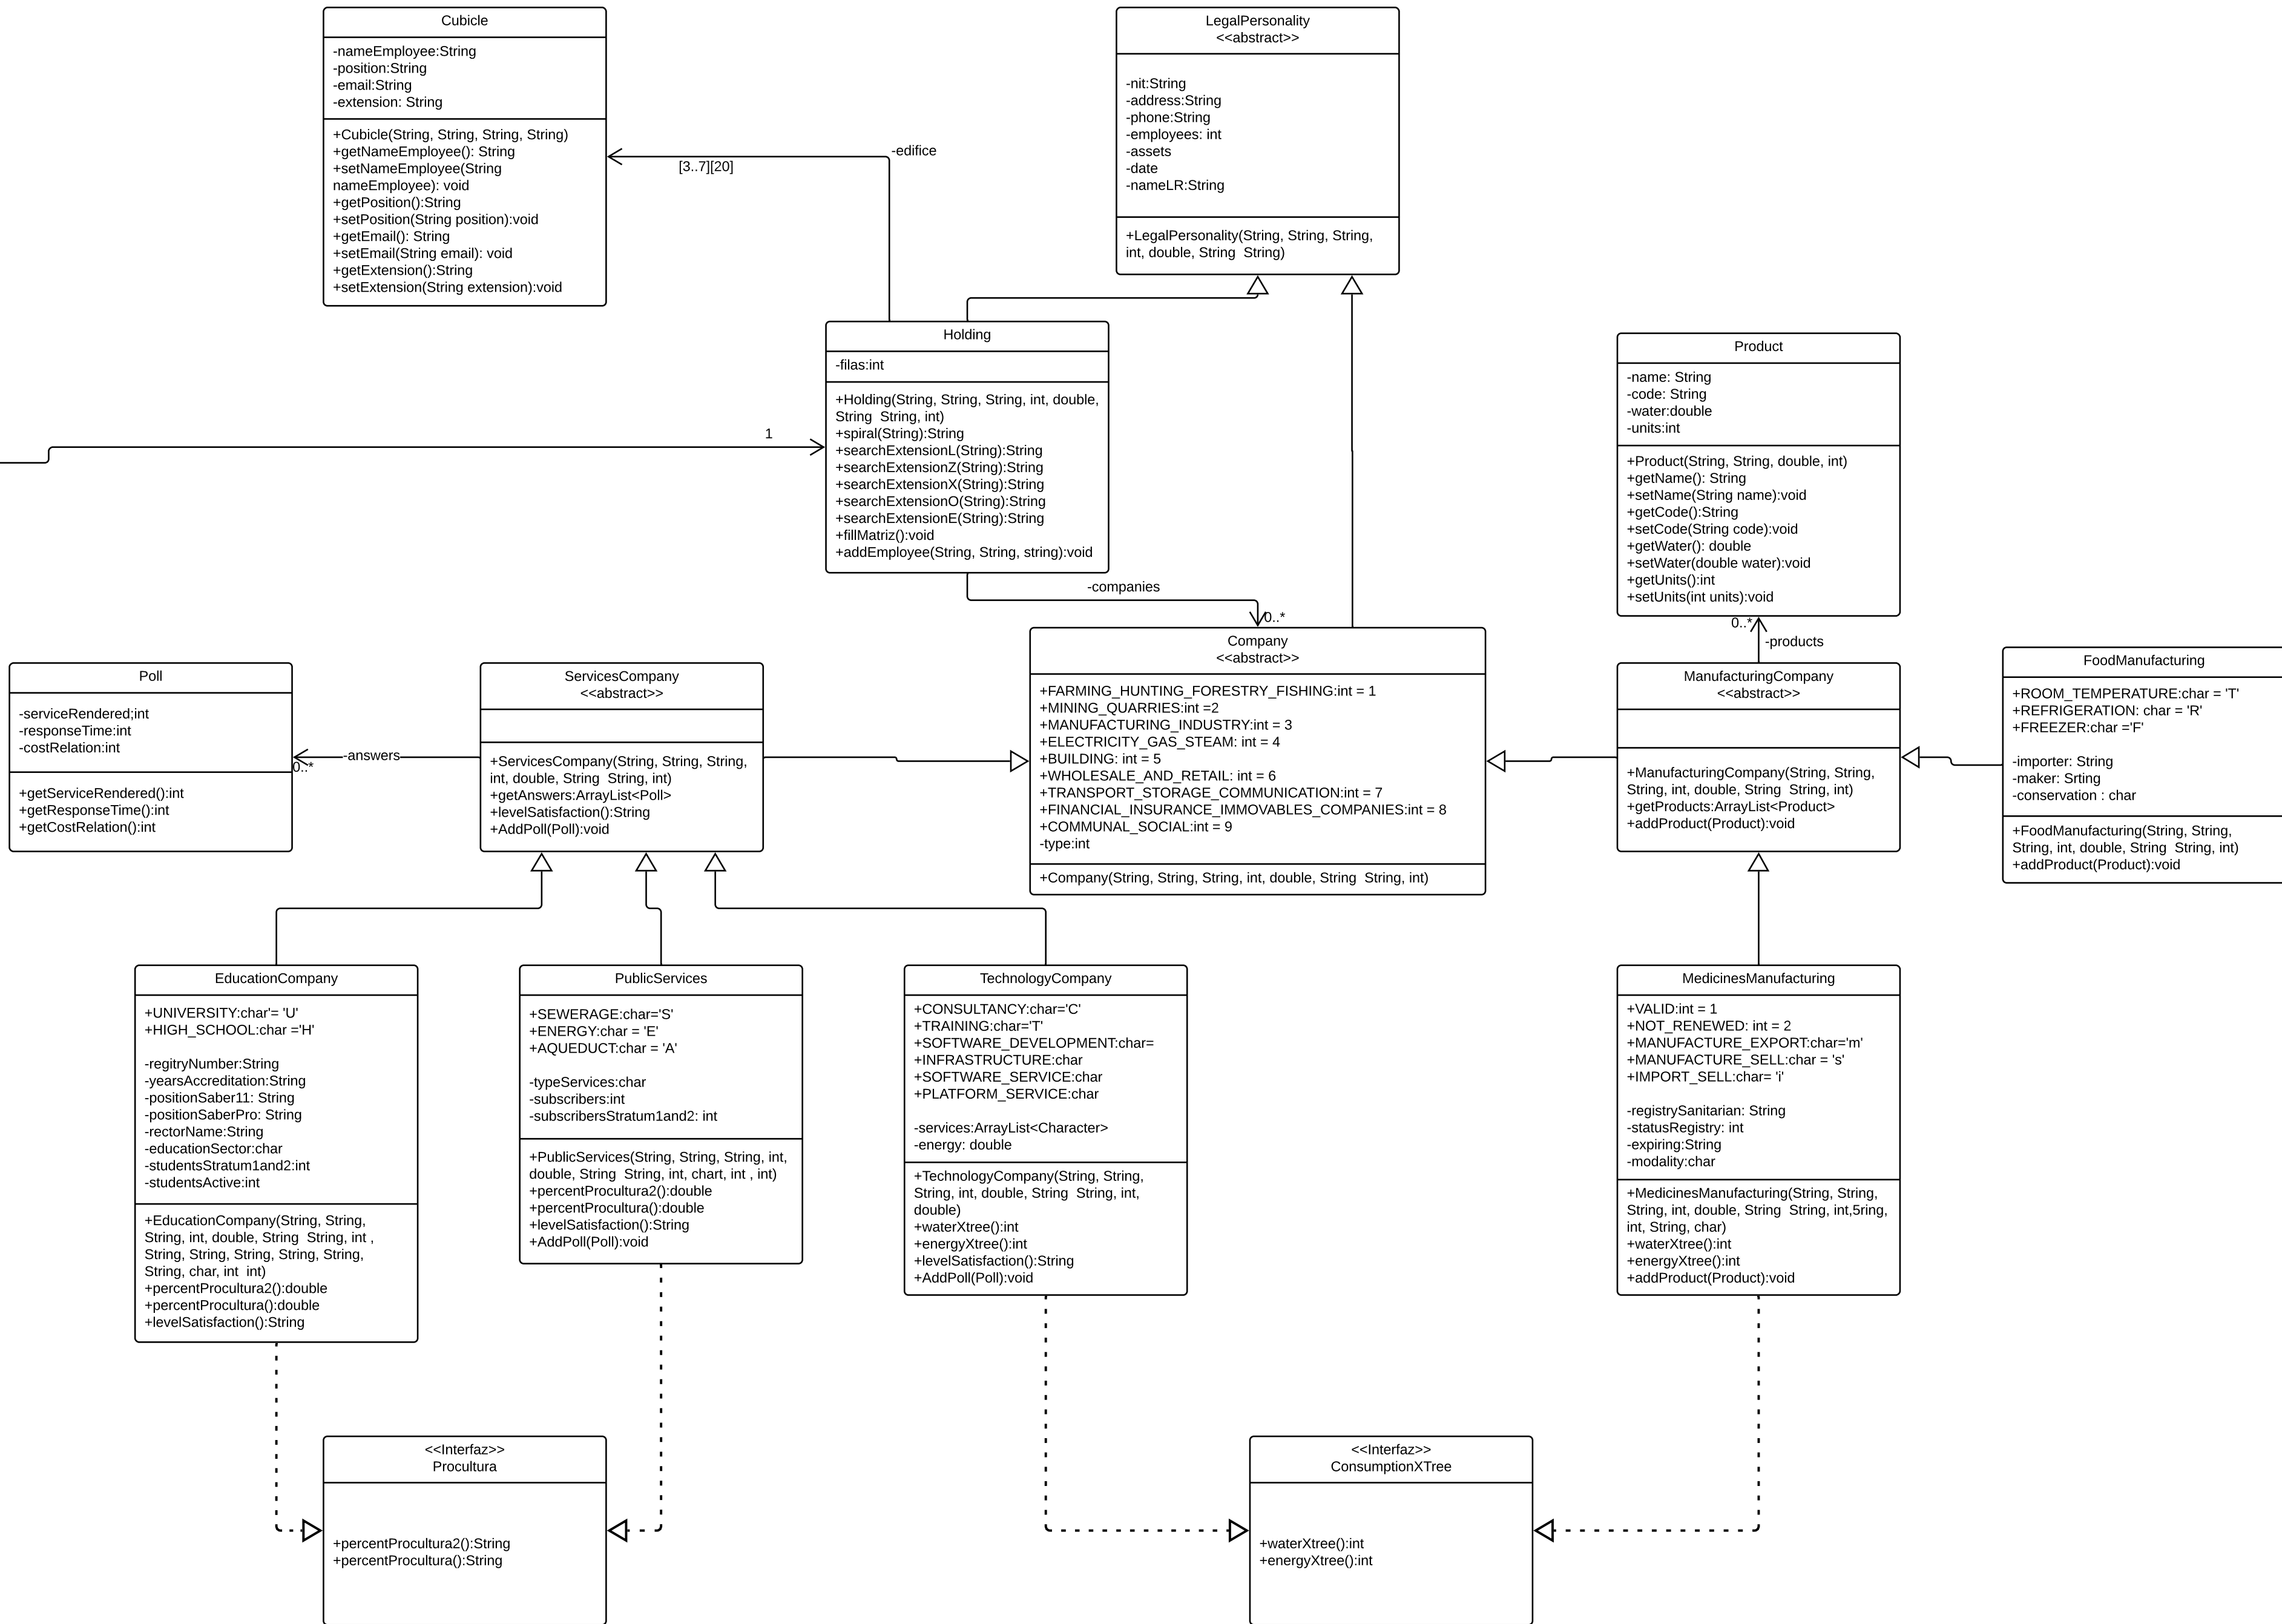 Cubicle
-nameEmployee:String
-position:String
-email:String
-extension: String
+Cubicle(String, String, String, String)
+getNameEmployee(): String
+setNameEmployee(String
nameEmployee): void
+getPosition():String
+setPosition(String position):void
+getEmail(): String
+setEmail(String email): void
+getExtension():String
+setExtension(String extension):void
-edifice
[3..7][20]
LegalPersonality
<<abstract>>
-nit:String
-address:String
-phone:String
-employees: int
-assets
-date
-nameLR:String
+LegalPersonality(String, String, String,
int, double, String  String)
Holding
-filas:int
+Holding(String, String, String, int, double,
String  String, int)
+spiral(String):String
+searchExtensionL(String):String
+searchExtensionZ(String):String
+searchExtensionX(String):String
+searchExtensionO(String):String
+searchExtensionE(String):String
+fillMatriz():void
+addEmployee(String, String, string):void
1
-companies
0..*
Product
-name: String
-code: String
-water:double
-units:int
+Product(String, String, double, int)
+getName(): String
+setName(String name):void
+getCode():String
+setCode(String code):void
+getWater(): double
+setWater(double water):void
+getUnits():int
+setUnits(int units):void
0..*
-products
Poll
-serviceRendered;int
-responseTime:int
-costRelation:int
+getServiceRendered():int
+getResponseTime():int
+getCostRelation():int
-answers
0..*
ServicesCompany
<<abstract>>
+ServicesCompany(String, String, String,
int, double, String  String, int)
+getAnswers:ArrayList<Poll>
+levelSatisfaction():String
+AddPoll(Poll):void
Company
<<abstract>>
+FARMING_HUNTING_FORESTRY_FISHING:int = 1
+MINING_QUARRIES:int =2
+MANUFACTURING_INDUSTRY:int = 3
+ELECTRICITY_GAS_STEAM: int = 4
+BUILDING: int = 5
+WHOLESALE_AND_RETAIL: int = 6
+TRANSPORT_STORAGE_COMMUNICATION:int = 7
+FINANCIAL_INSURANCE_IMMOVABLES_COMPANIES:int = 8
+COMMUNAL_SOCIAL:int = 9
-type:int
+Company(String, String, String, int, double, String  String, int)
ManufacturingCompany
<<abstract>>
+ManufacturingCompany(String, String,
String, int, double, String  String, int)
+getProducts:ArrayList<Product>
+addProduct(Product):void
FoodManufacturing
+ROOM_TEMPERATURE:char = 'T'
+REFRIGERATION: char = 'R'
+FREEZER:char ='F'
-importer: String
-maker: Srting
-conservation : char
+FoodManufacturing(String, String,
String, int, double, String  String, int)
+addProduct(Product):void
EducationCompany
+UNIVERSITY:char'= 'U'
+HIGH_SCHOOL:char ='H'
-regitryNumber:String
-yearsAccreditation:String
-positionSaber11: String
-positionSaberPro: String
-rectorName:String
-educationSector:char
-studentsStratum1and2:int
-studentsActive:int
+EducationCompany(String, String,
String, int, double, String  String, int ,
String, String, String, String, String,
String, char, int  int)
+percentProcultura2():double
+percentProcultura():double
+levelSatisfaction():String
PublicServices
+SEWERAGE:char='S'
+ENERGY:char = 'E'
+AQUEDUCT:char = 'A'
-typeServices:char
-subscribers:int
-subscribersStratum1and2: int
+PublicServices(String, String, String, int,
double, String  String, int, chart, int , int)
+percentProcultura2():double
+percentProcultura():double
+levelSatisfaction():String
+AddPoll(Poll):void
TechnologyCompany
+CONSULTANCY:char='C'
+TRAINING:char='T'
+SOFTWARE_DEVELOPMENT:char=
+INFRASTRUCTURE:char
+SOFTWARE_SERVICE:char
+PLATFORM_SERVICE:char
-services:ArrayList<Character>
-energy: double
+TechnologyCompany(String, String,
String, int, double, String  String, int,
double)
+waterXtree():int
+energyXtree():int
+levelSatisfaction():String
+AddPoll(Poll):void
MedicinesManufacturing
+VALID:int = 1
+NOT_RENEWED: int = 2
+MANUFACTURE_EXPORT:char='m'
+MANUFACTURE_SELL:char = 's'
+IMPORT_SELL:char= 'i'
-registrySanitarian: String
-statusRegistry: int
-expiring:String
-modality:char
+MedicinesManufacturing(String, String,
String, int, double, String  String, int,5ring,
int, String, char)
+waterXtree():int
+energyXtree():int
+addProduct(Product):void
<<Interfaz>>
Procultura
+percentProcultura2():String
+percentProcultura():String
<<Interfaz>>
ConsumptionXTree
+waterXtree():int
+energyXtree():int